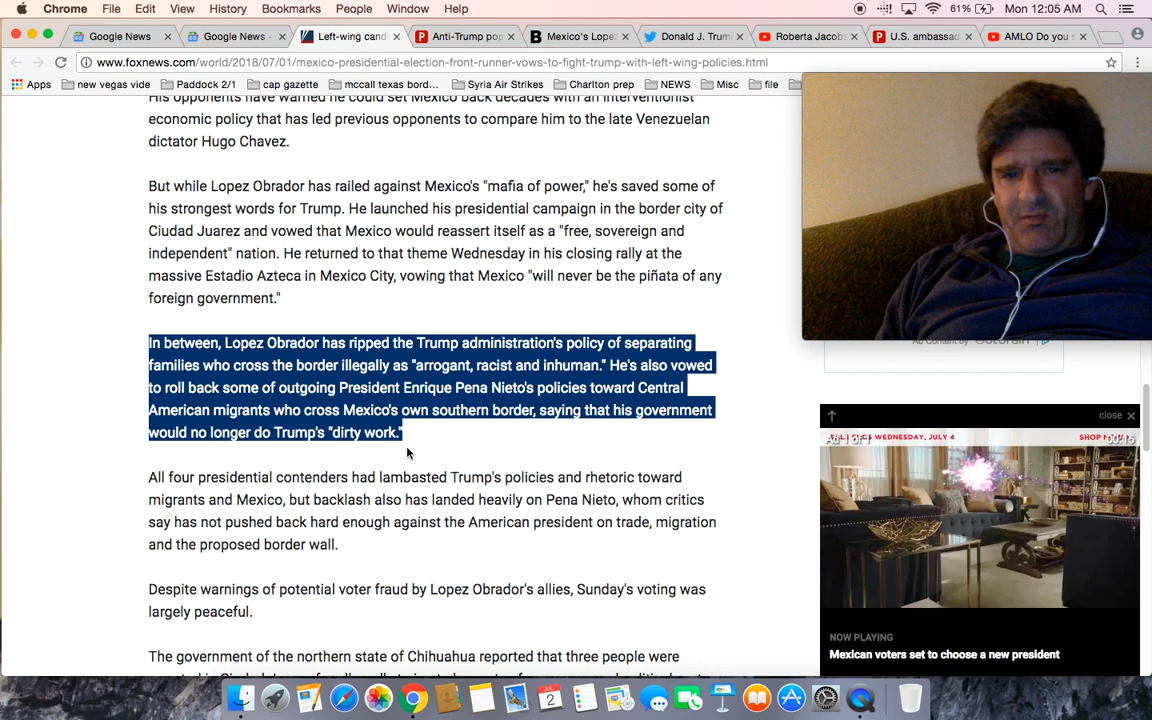 Chrome File Edit View History Bookmarks People Window Help 61% Mon 12:05 AM
Google News Google News - Left-wing cand Anti-Trump pop Mexico's Lopez Donald J. Trum Roberta Jacobs U.S. ambassad AMLO Do you s
www.foxnews.com/world/2018/07/01/mexico-presidential-election-front-runner-vows-to-fight-trump-with-left-wing-policies.html
Apps new vegas vide Paddock 2/1 cap gazette mccall texas bord... Syria Air Strikes Charlton prep NEWS Misc file
His opponents have warned he could set Mexico back decades with an interventionist
economic policy that has led previous opponents to compare him to the late Venezuelan
dictator Hugo Chavez.
But while Lopez Obrador has railed against Mexico's "mafia of power," he's saved some of
his strongest words for Trump. He launched his presidential campaign in the border city of
Ciudad Juarez and vowed that Mexico would reassert itself as a "free, sovereign and
independent" nation. He returned to that theme Wednesday in his closing rally at the
massive Estadio Azteca in Mexico City, vowing that Mexico "will never be the piñata of any
foreign government."
In between, Lopez Obrador has ripped the Trump administration's policy of separating
families who cross the border illegally as "arrogant, racist and inhuman." He's also vowed
to roll back some of outgoing President Enrique Pena Nieto's policies toward Central
American migrants who cross Mexico's own southern border, saying that his government
would no longer do Trump's "dirty work."
All four presidential contenders had lambasted Trump's policies and rhetoric toward
migrants and Mexico, but backlash also has landed heavily on Pena Nieto, whom critics
say has not pushed back hard enough against the American president on trade, migration
and the proposed border wall.
Despite warnings of potential voter fraud by Lopez Obrador's allies, Sunday's voting was
largely peaceful.
The government of the northern state of Chihuahua reported that three people were
Ad Content by
close
WEDNESDAY, JULY 4
SHOP
00:15
NOW PLAYING
Mexican voters set to choose a new president
2